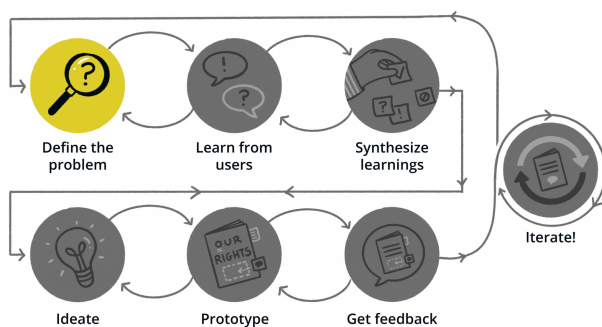 ?
!
?
?
!
Define the
problem
Learn from
users
Synthesize
learnings
Iterate!
OUR
RIGHTS
Ideate
Prototype
Get feedback